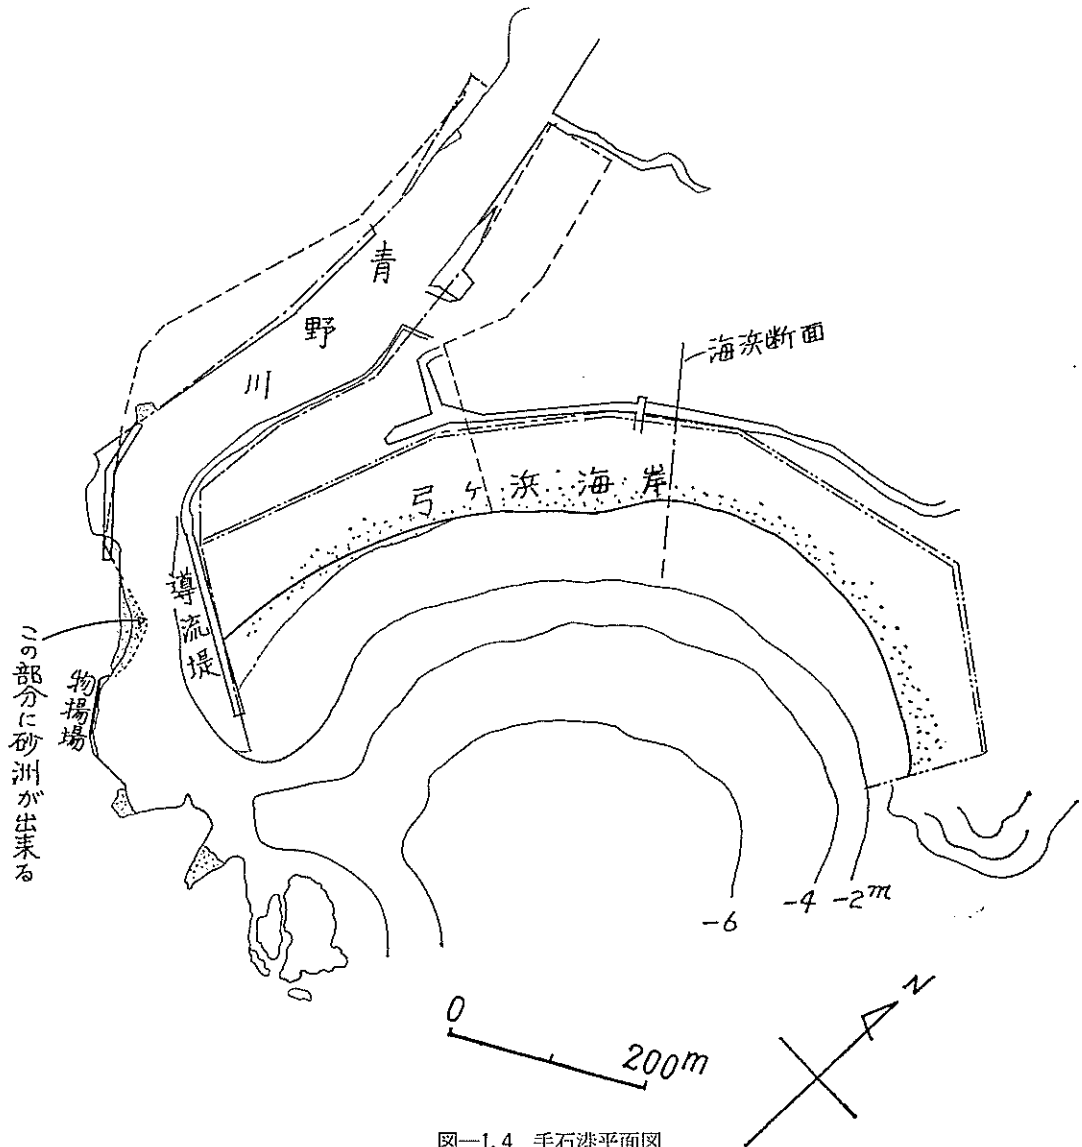 青野川
海浜断面
弓ヶ浜海岸
導流堤
この部分に砂洲が出来る
物揚場
-6
-4
-2m
N
0
200m
図—1.4 手石港平面図